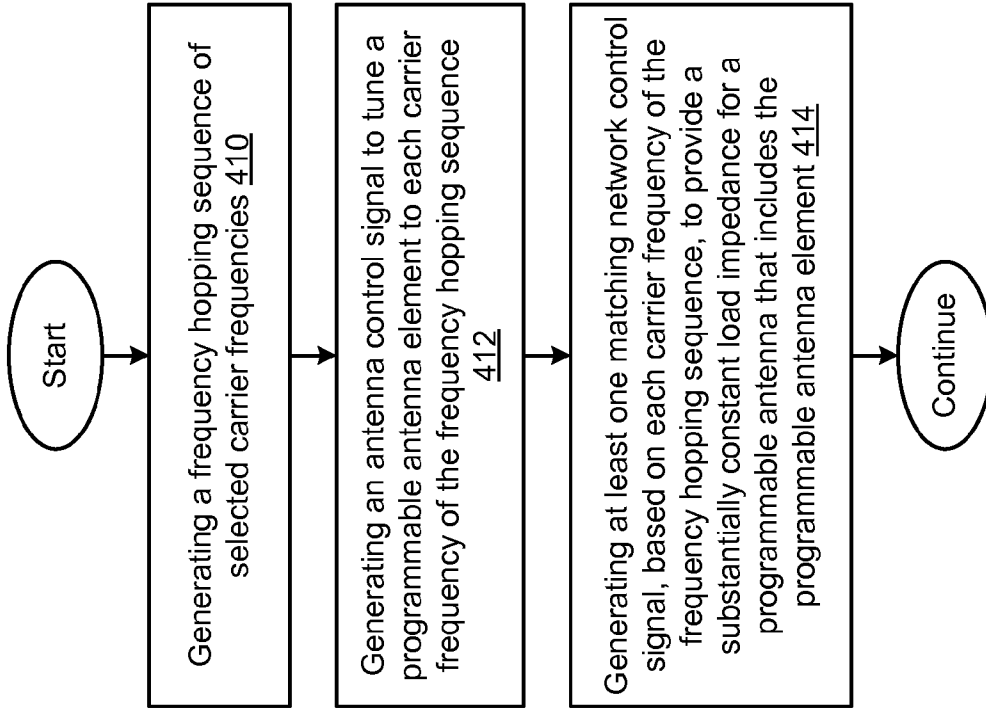 Start
Generating a frequency hopping sequence of
selected carrier frequencies 410
Generating an antenna control signal to tune a
programmable antenna element to each carrier
frequency of the frequency hopping sequence
412
Generating at least one matching network control
signal, based on each carrier frequency of the
frequency hopping sequence, to provide a
substantially constant load impedance for a
programmable antenna that includes the
programmable antenna element 414
Continue